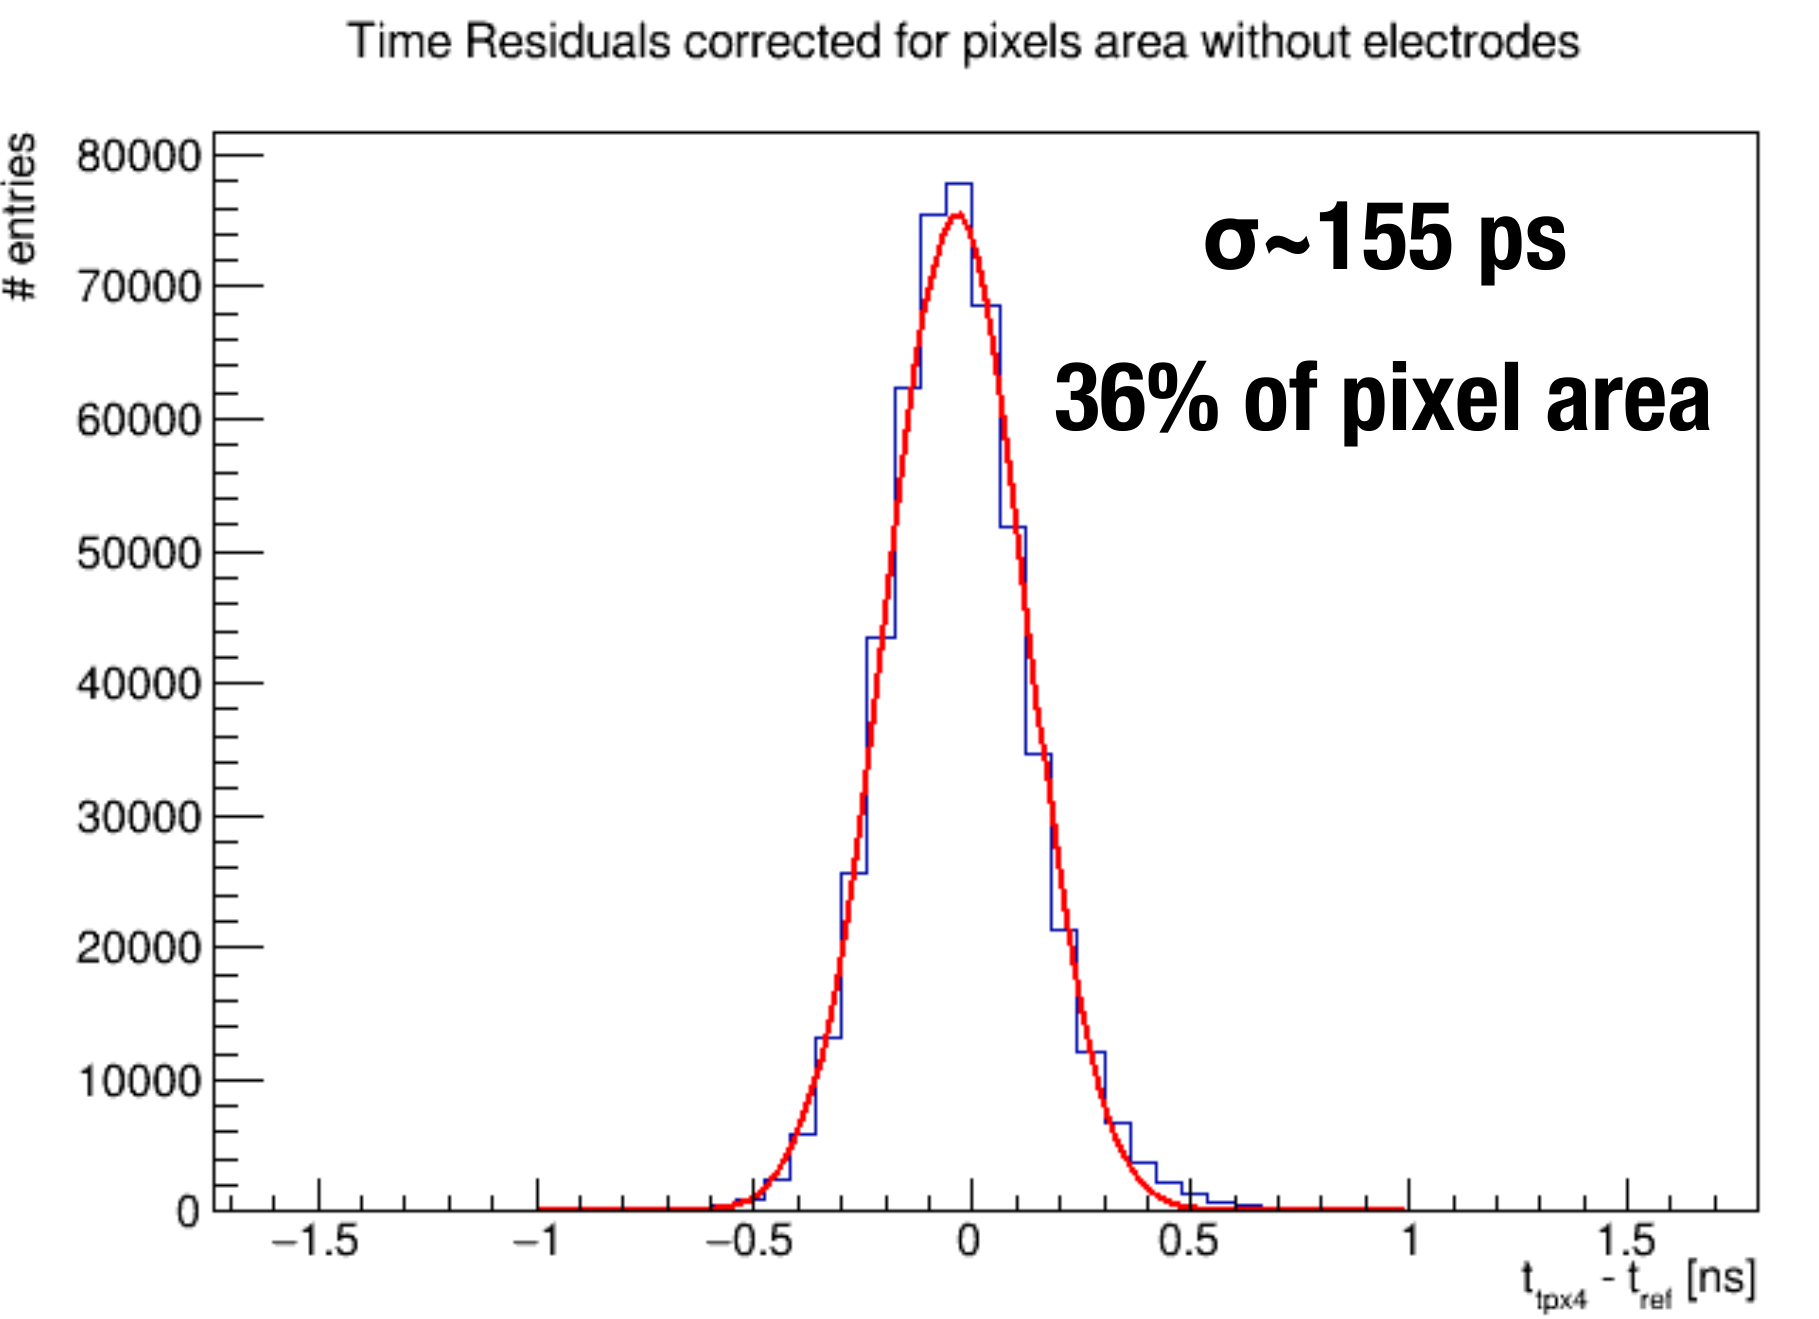 Time Residuals corrected for pixels area without electrodes
# entries
80000
70000
60000
50000
40000
30000
20000
10000
0
σ~155 ps
36% of pixel area
−1.5 −1 −0.5 0 0.5 1 1.5
t_tpx4 - t_ref [ns]